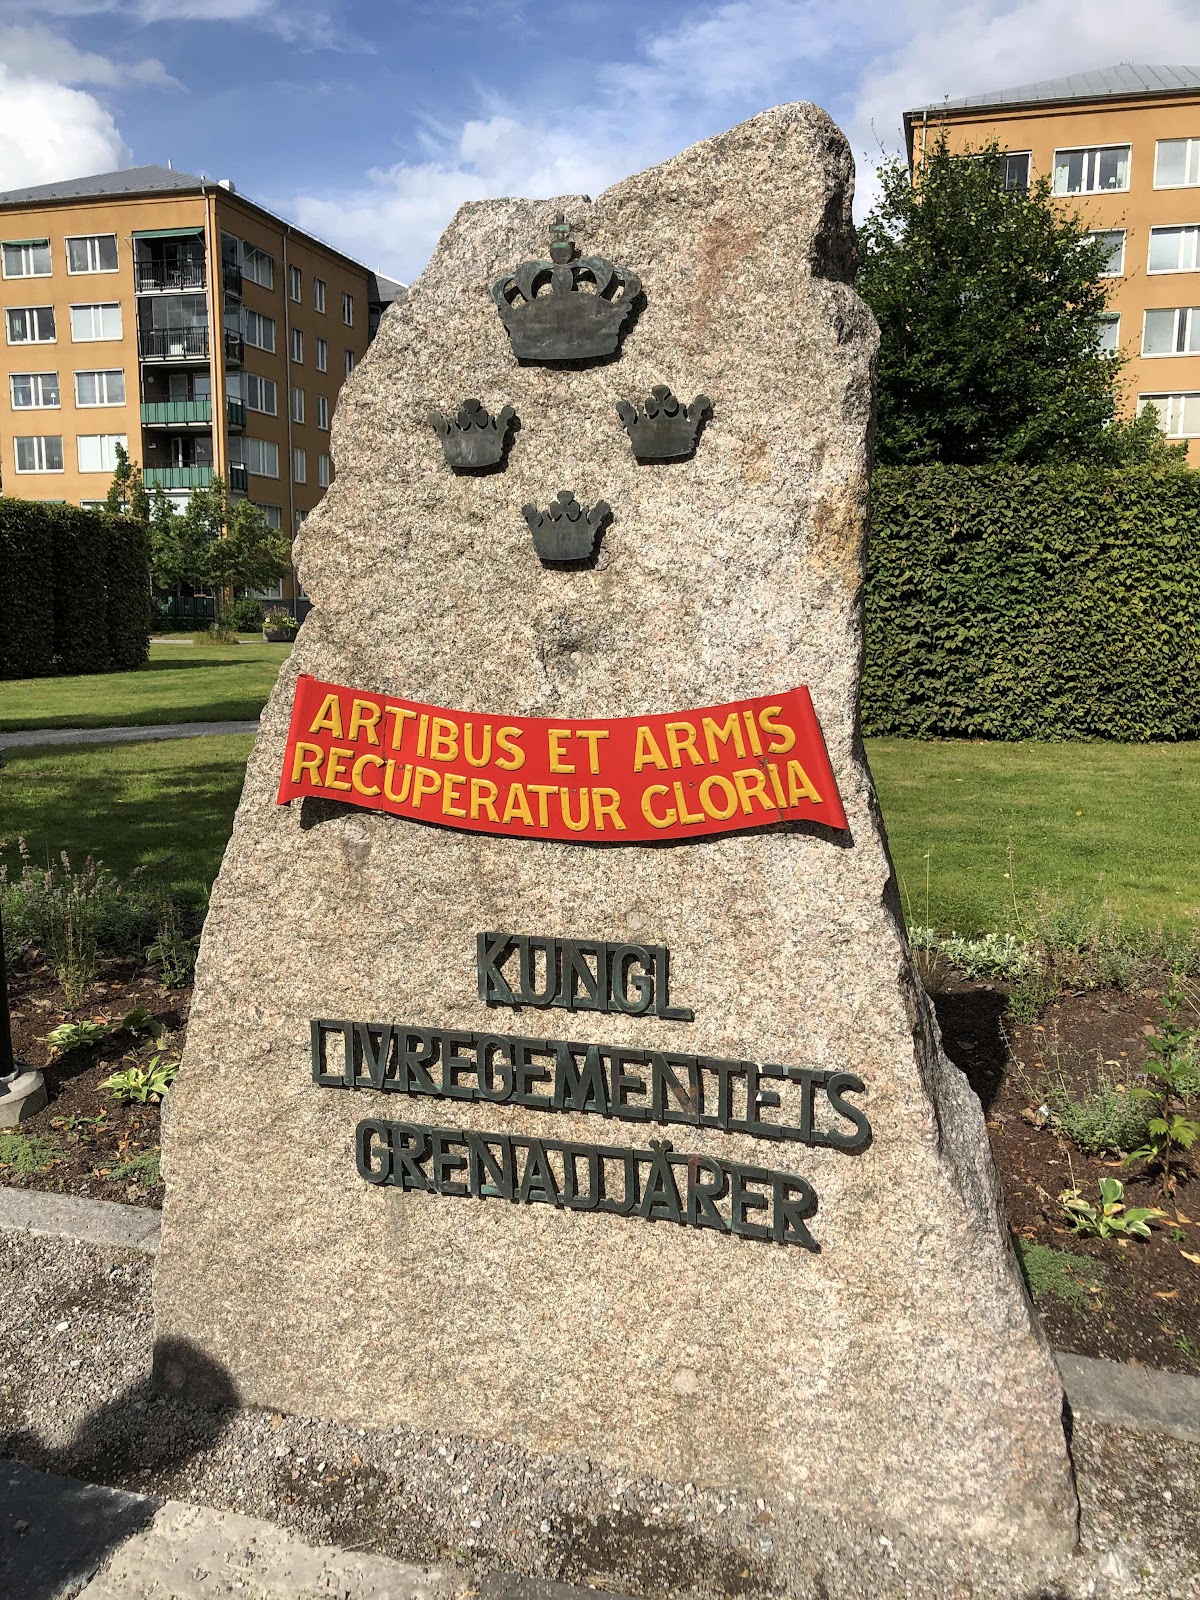 ARTIBUS ET ARMIS
RECUPERATUR GLORIA
KUNGL
LIVREGEMENTETS
GRENADJÄRER